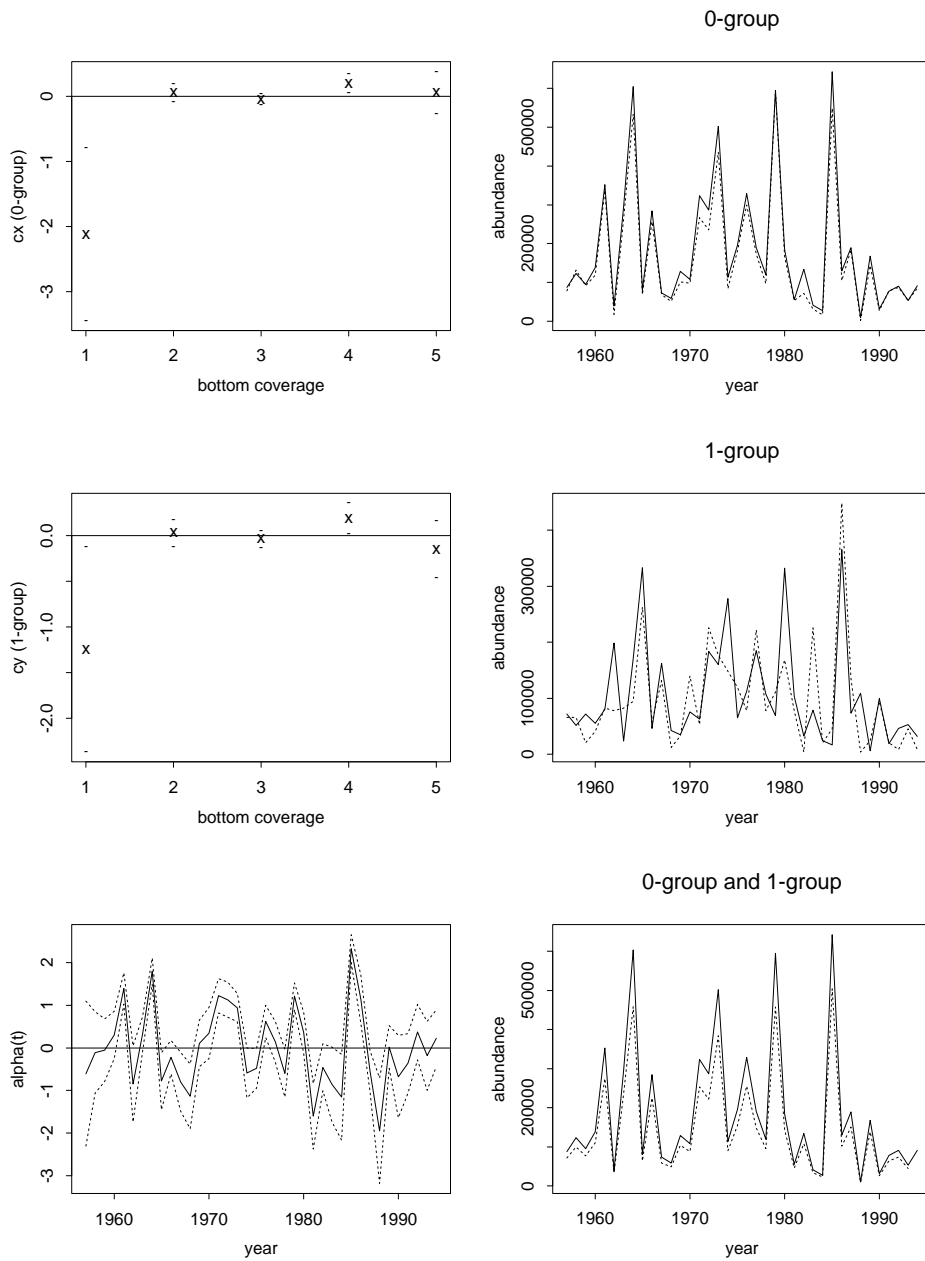 0-group
0
-1
-2
-3
cx (0-group)
1 2 3 4 5
bottom coverage
500000
200000
0
abundance
1960 1970 1980 1990
year
1-group
0.0
-1.0
-2.0
cy (1-group)
1 2 3 4 5
bottom coverage
300000
100000
0
abundance
1960 1970 1980 1990
year
0-group and 1-group
2
1
0
-1
-2
-3
alpha(t)
1960 1970 1980 1990
year
500000
200000
0
abundance
1960 1970 1980 1990
year